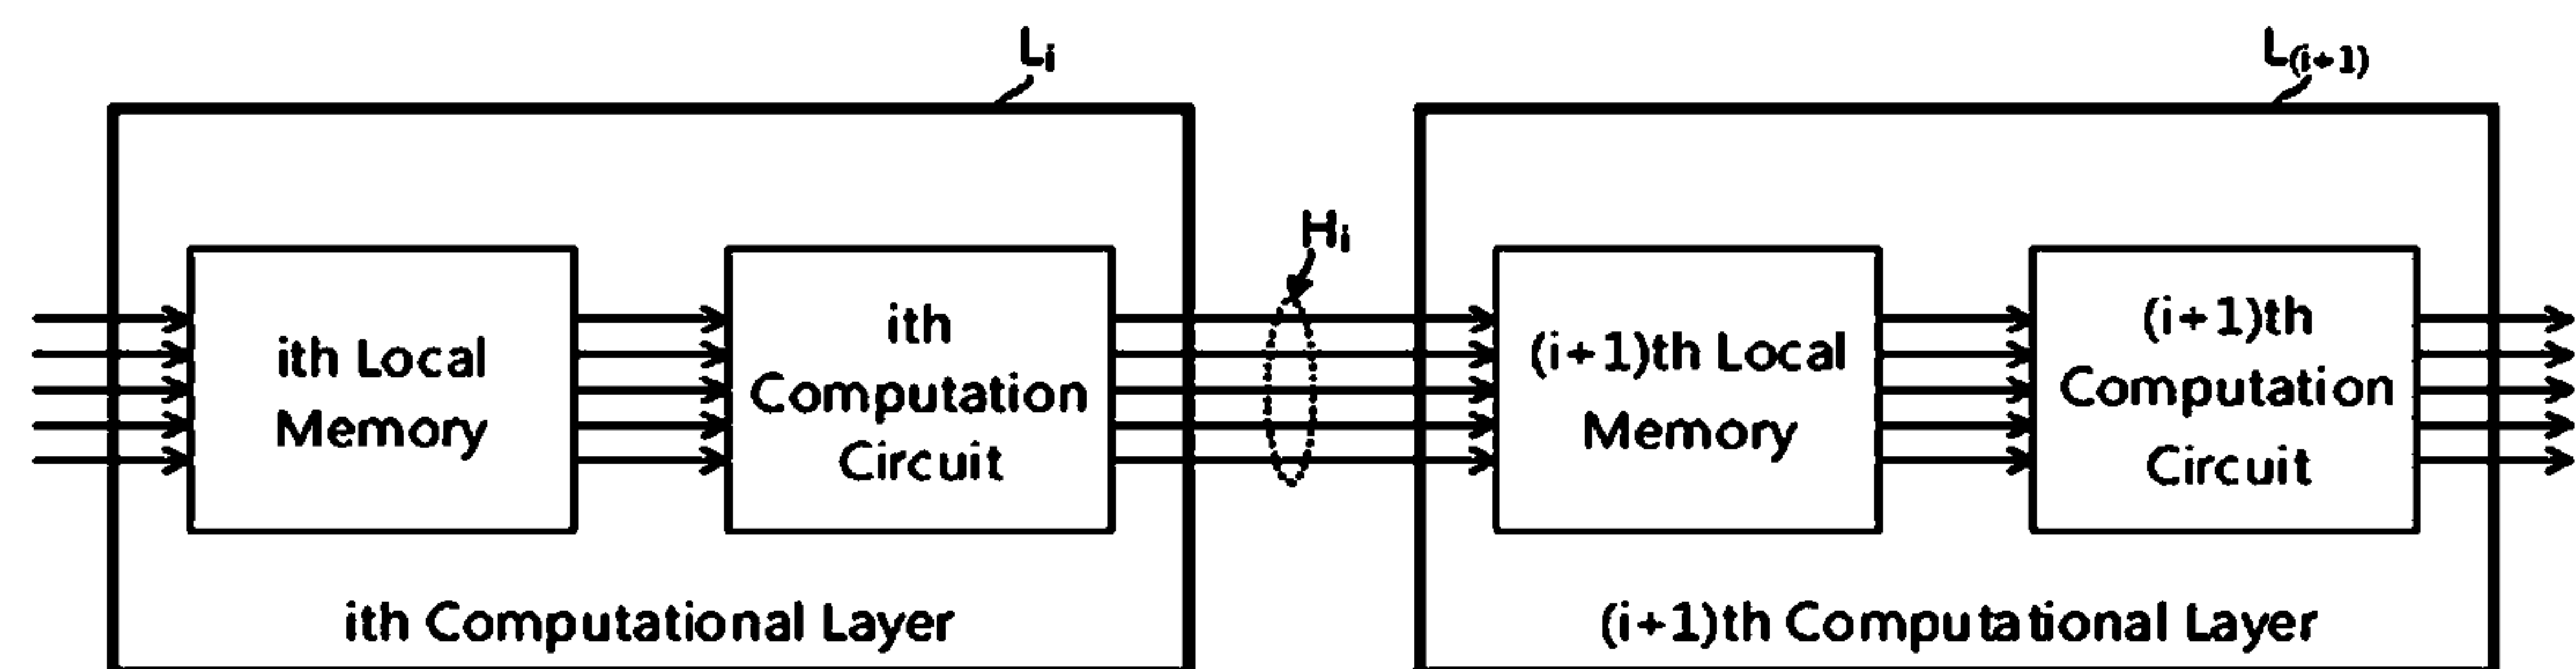 Li
L(i+1)
Hi
ith Local
Memory
ith
Computation
Circuit
(i+1)th Local
Memory
(i+1)th
Computation
Circuit
ith Computational Layer
(i+1)th Computational Layer